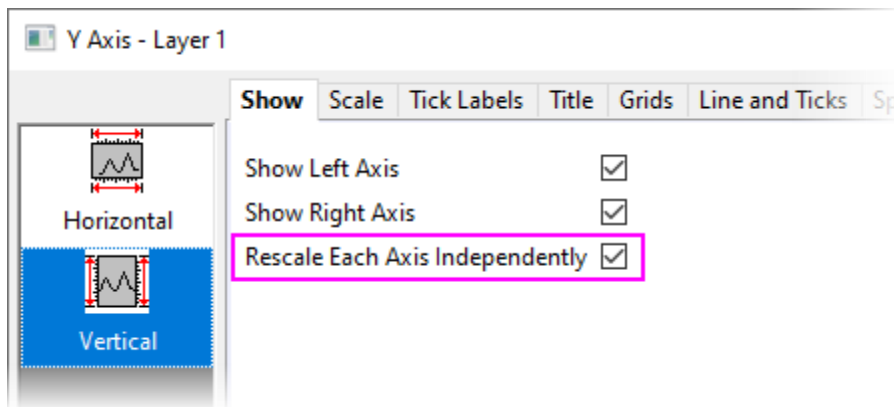 Y Axis - Layer 1
Show Scale Tick Labels Title Grids Line and Ticks
Horizontal
Vertical
Show Left Axis
Show Right Axis
Rescale Each Axis Independently